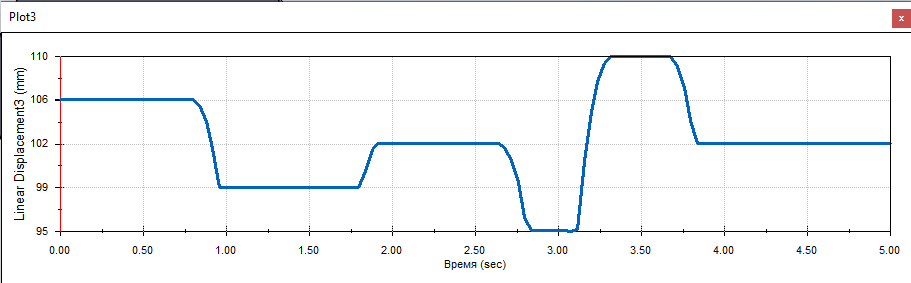 Plot3
x
Linear Displacement3 (mm)
110
106
102
99
95
0.00 0.50 1.00 1.50 2.00 2.50 3.00 3.50 4.00 4.50 5.00
Время (sec)